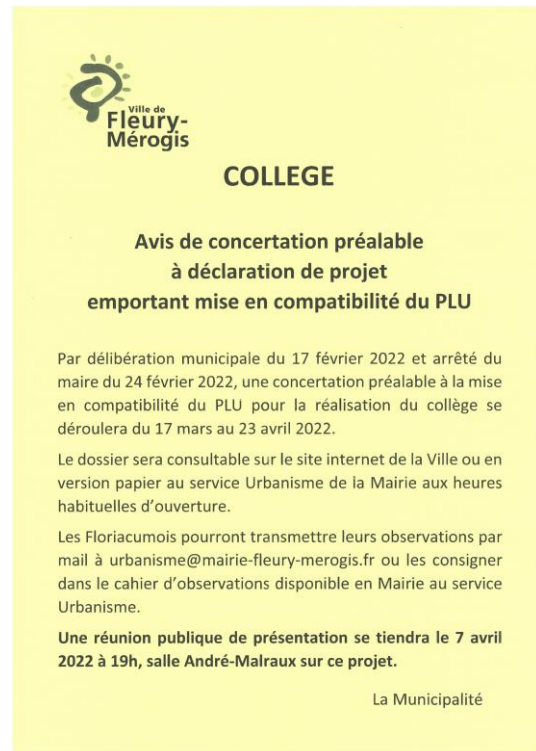 Ville de
Fleury-
Mérogis
COLLEGE
Avis de concertation préalable
à déclaration de projet
emportant mise en compatibilité du PLU
Par délibération municipale du 17 février 2022 et arrêté du
maire du 24 février 2022, une concertation préalable à la mise
en compatibilité du PLU pour la réalisation du collège se
déroulera du 17 mars au 23 avril 2022.
Le dossier sera consultable sur le site internet de la Ville ou en
version papier au service Urbanisme de la Mairie aux heures
habituelles d’ouverture.
Les Floriacumois pourront transmettre leurs observations par
mail à urbanisme@mairie-fleury-merogis.fr ou les consigner
dans le cahier d’observations disponible en Mairie au service
Urbanisme.
Une réunion publique de présentation se tiendra le 7 avril
2022 à 19h, salle André-Malraux sur ce projet.
La Municipalité